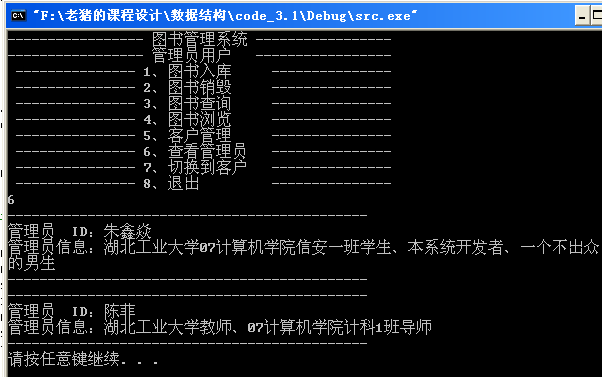 "F:\老猪的课程设计\数据结构\code_3.1\Debug\src.exe"
----------------- 图书管理系统 -----------------
----------------- 管理员用户 -----------------
--------------- 1、图书入库 ---------------
--------------- 2、图书销毁 ---------------
--------------- 3、图书查询 ---------------
--------------- 4、图书浏览 ---------------
--------------- 5、客户管理 ---------------
--------------- 6、查看管理员 ---------------
--------------- 7、切换到客户 ---------------
--------------- 8、退出 ---------------
6
---------------------------------------------
管理员 ID：朱鑫焱
管理员信息：湖北工业大学07计算机学院信安一班学生、本系统开发者、一个不出众
的男生
---------------------------------------------
---------------------------------------------
管理员 ID：陈菲
管理员信息：湖北工业大学教师、07计算机学院计科1班导师
---------------------------------------------
请按任意键继续. . .